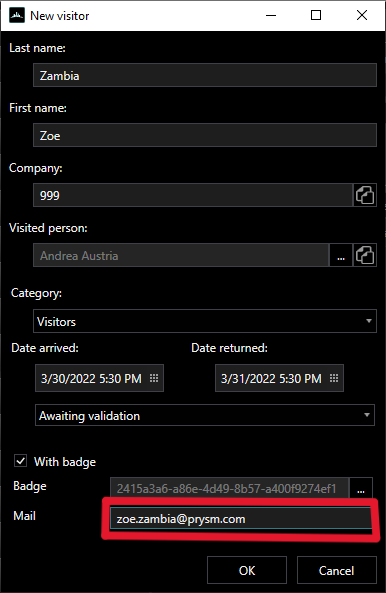 New visitor
Last name:
Zambia
First name:
Zoe
Company:
999
Visited person:
Andrea Austria ...
Category:
Visitors
Date arrived: Date returned:
3/30/2022 5:30 PM 3/31/2022 5:30 PM
Awaiting validation
With badge
Badge 2415a3a6-a86e-4d49-8b57-a400f9274ef1 ...
Mail zoe.zambia@prysm.com
OK Cancel